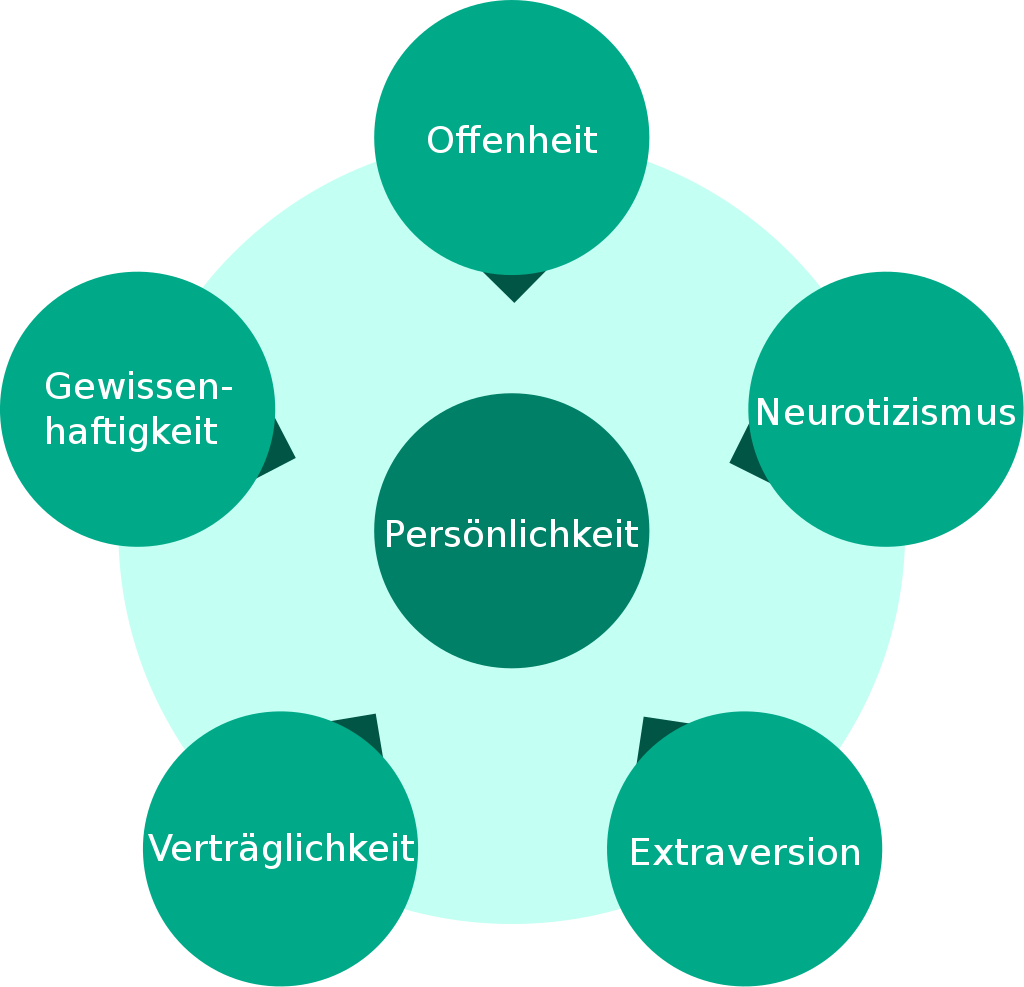 Offenheit
Gewissen-
haftigkeit
Neurotizismus
Persönlichkeit
Verträglichkeit
Extraversion